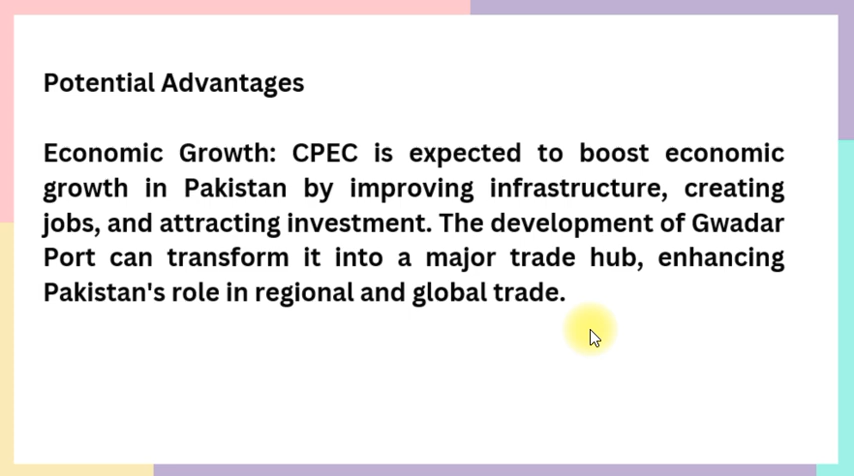 Potential Advantages
Economic Growth: CPEC is expected to boost economic
growth in Pakistan by improving infrastructure, creating
jobs, and attracting investment. The development of Gwadar
Port can transform it into a major trade hub, enhancing
Pakistan's role in regional and global trade.